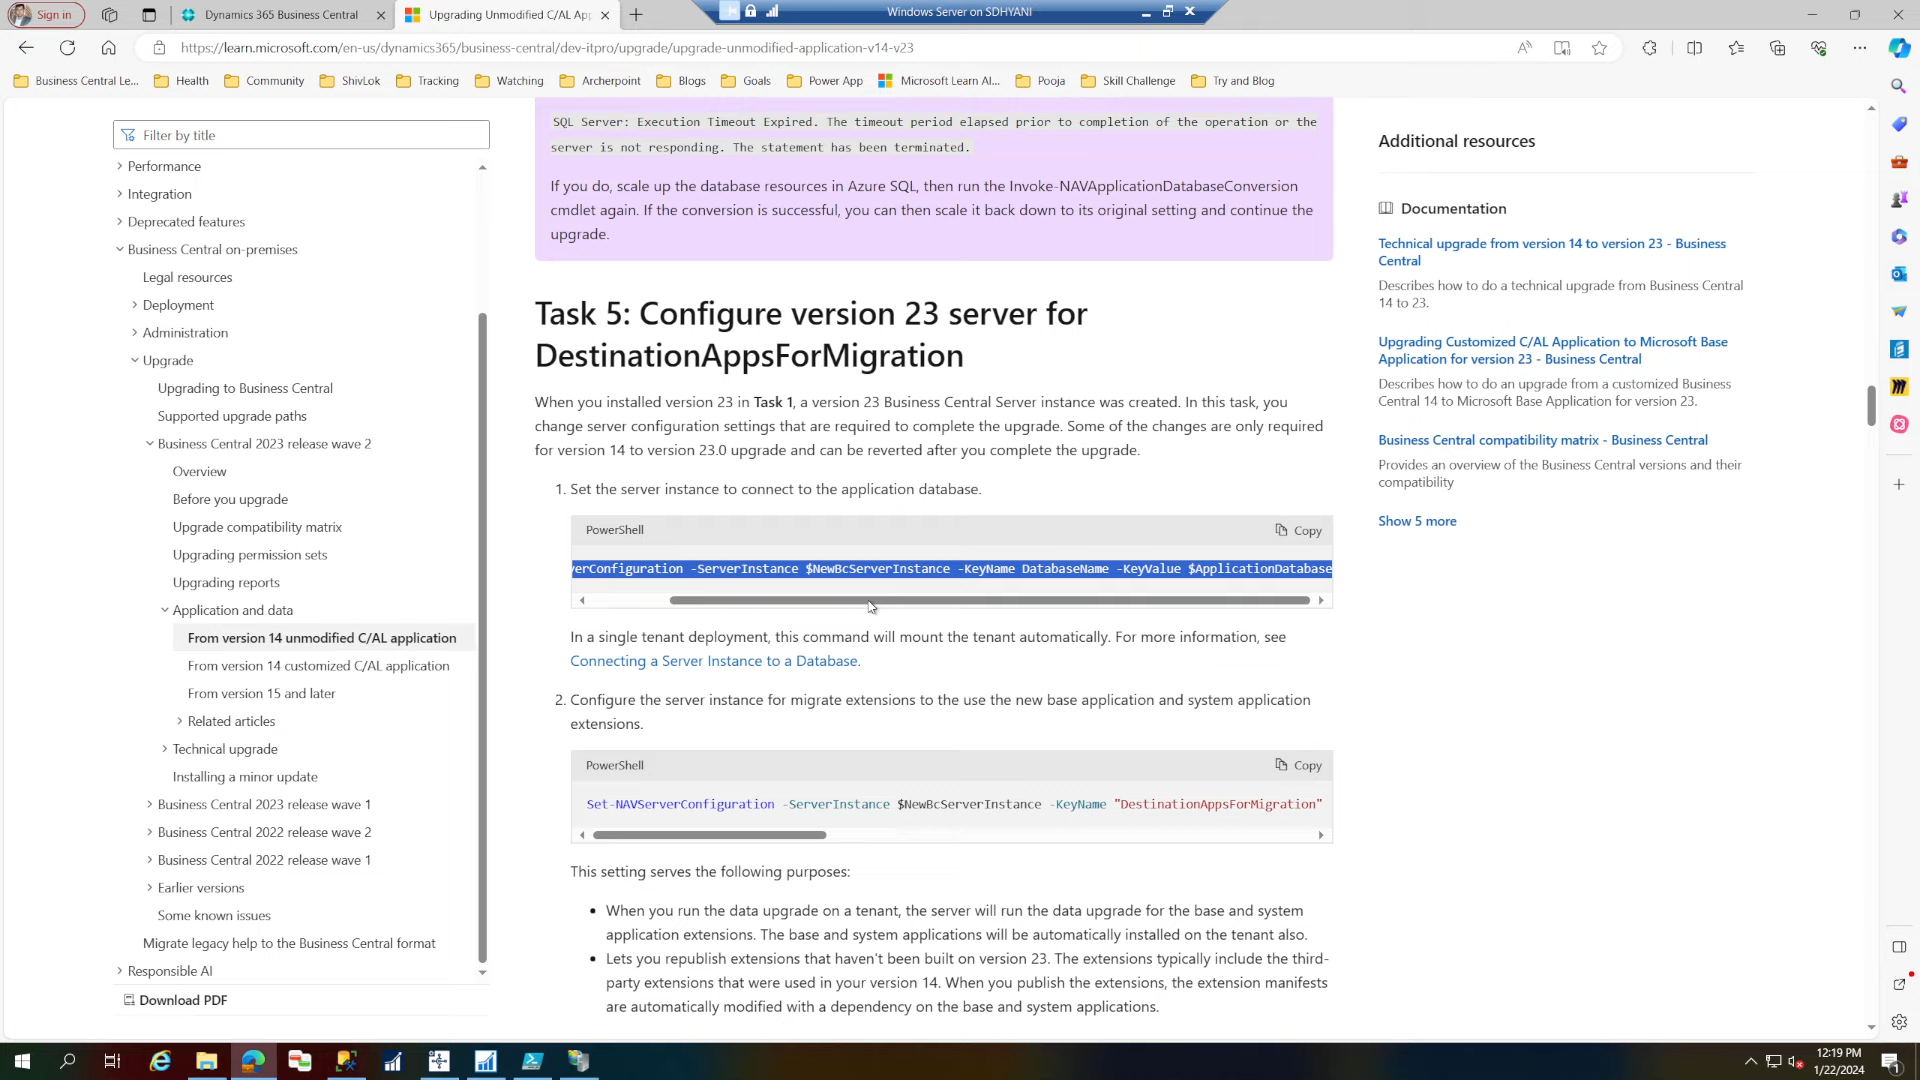 Sign in
Dynamics 365 Business Central
Upgrading Unmodified C/AL Ap
Windows Server on SDHYANI
https://learn.microsoft.com/en-us/dynamics365/business-central/dev-itpro/upgrade/upgrade-unmodified-application-v14-v23
Business Central Le...
Health
Community
ShivLok
Tracking
Watching
Archerpoint
Blogs
Goals
Power App
Microsoft Learn AI...
Pooja
Skill Challenge
Try and Blog
Filter by title
Performance
Integration
Deprecated features
Business Central on-premises
Legal resources
Deployment
Administration
Upgrade
Upgrading to Business Central
Supported upgrade paths
Business Central 2023 release wave 2
Overview
Before you upgrade
Upgrade compatibility matrix
Upgrading permission sets
Upgrading reports
Application and data
From version 14 unmodified C/AL application
From version 14 customized C/AL application
From version 15 and later
Related articles
Technical upgrade
Installing a minor update
Business Central 2023 release wave 1
Business Central 2022 release wave 2
Business Central 2022 release wave 1
Earlier versions
Some known issues
Migrate legacy help to the Business Central format
Responsible AI
Download PDF
SQL Server: Execution Timeout Expired. The timeout period elapsed prior to completion of the operation or the
server is not responding. The statement has been terminated.
If you do, scale up the database resources in Azure SQL, then run the Invoke-NAVApplicationDatabaseConversion
cmdlet again. If the conversion is successful, you can then scale it back down to its original setting and continue the
upgrade.
Task 5: Configure version 23 server for
DestinationAppsForMigration
When you installed version 23 in Task 1, a version 23 Business Central Server instance was created. In this task, you
change server configuration settings that are required to complete the upgrade. Some of the changes are only required
for version 14 to version 23.0 upgrade and can be reverted after you complete the upgrade.
1. Set the server instance to connect to the application database.
PowerShell
Copy
verConfiguration -ServerInstance $NewBcServerInstance -KeyName DatabaseName -KeyValue $ApplicationDatabase
In a single tenant deployment, this command will mount the tenant automatically. For more information, see
Connecting a Server Instance to a Database.
2. Configure the server instance for migrate extensions to the use the new base application and system application
extensions.
PowerShell
Copy
Set-NAVServerConfiguration -ServerInstance $NewBcServerInstance -KeyName "DestinationAppsForMigration"
This setting serves the following purposes:
• When you run the data upgrade on a tenant, the server will run the data upgrade for the base and system
application extensions. The base and system applications will be automatically installed on the tenant also.
• Lets you republish extensions that haven't been built on version 23. The extensions typically include the third-
party extensions that were used in your version 14. When you publish the extensions, the extension manifests
are automatically modified with a dependency on the base and system applications.
Additional resources
Documentation
Technical upgrade from version 14 to version 23 - Business
Central
Describes how to do a technical upgrade from Business Central
14 to 23.
Upgrading Customized C/AL Application to Microsoft Base
Application for version 23 - Business Central
Describes how to do an upgrade from a customized Business
Central 14 to Microsoft Base Application for version 23.
Business Central compatibility matrix - Business Central
Provides an overview of the Business Central versions and their
compatibility
Show 5 more
12:19 PM
1/22/2024
1